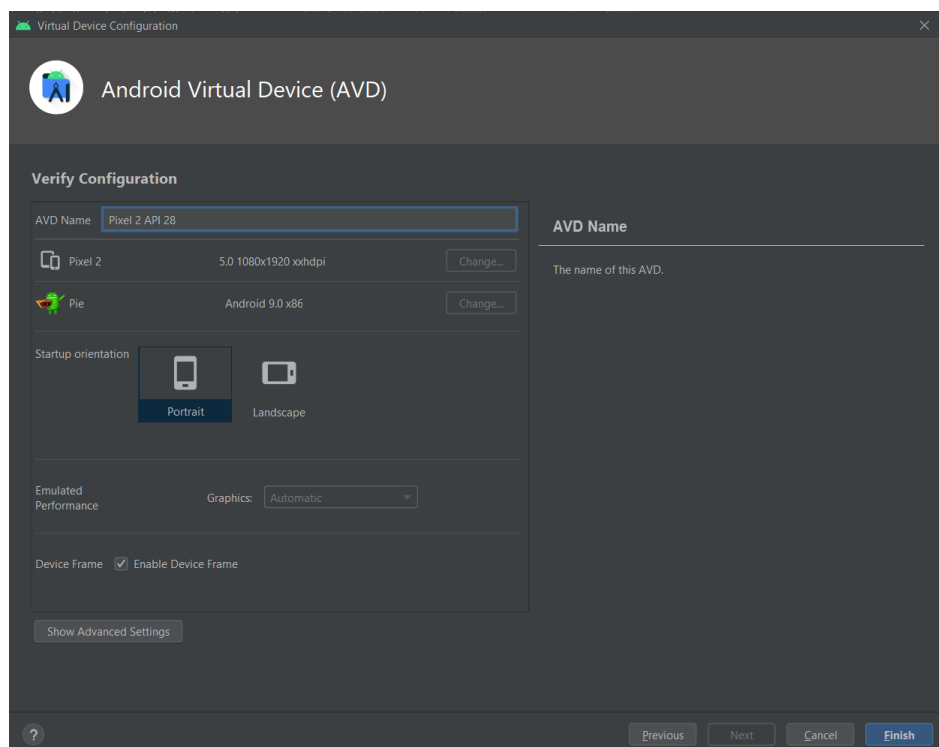 Virtual Device Configuration
Android Virtual Device (AVD)
Verify Configuration
AVD Name Pixel 2 API 28
Pixel 2 5.0 1080x1920 xxhdpi Change...
Pie Android 9.0 x86 Change...
Startup orientation
Portrait Landscape
Emulated
Performance
Graphics: Automatic
Device Frame Enable Device Frame
Show Advanced Settings
AVD Name
The name of this AVD.
? Previous Next Cancel Finish